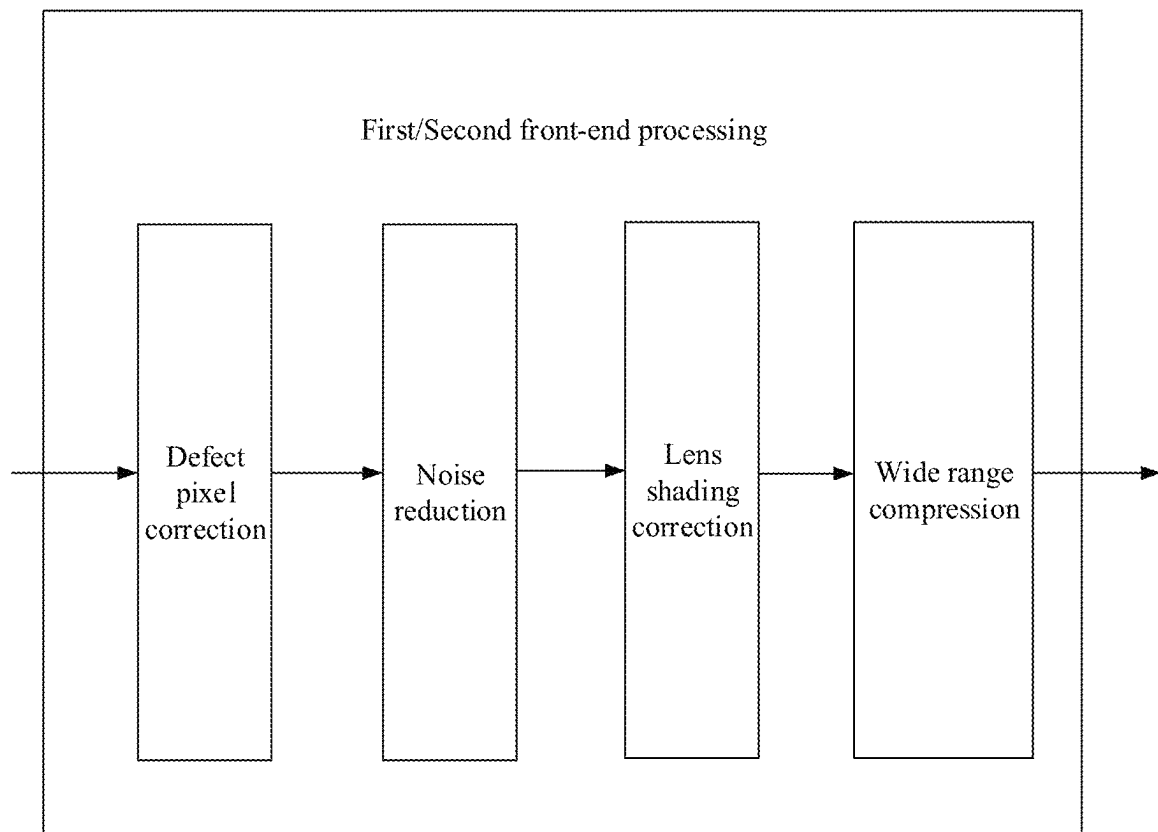 First/Second front-end processing
Defect
pixel
correction
Noise
reduction
Lens
shading
correction
Wide range
compression